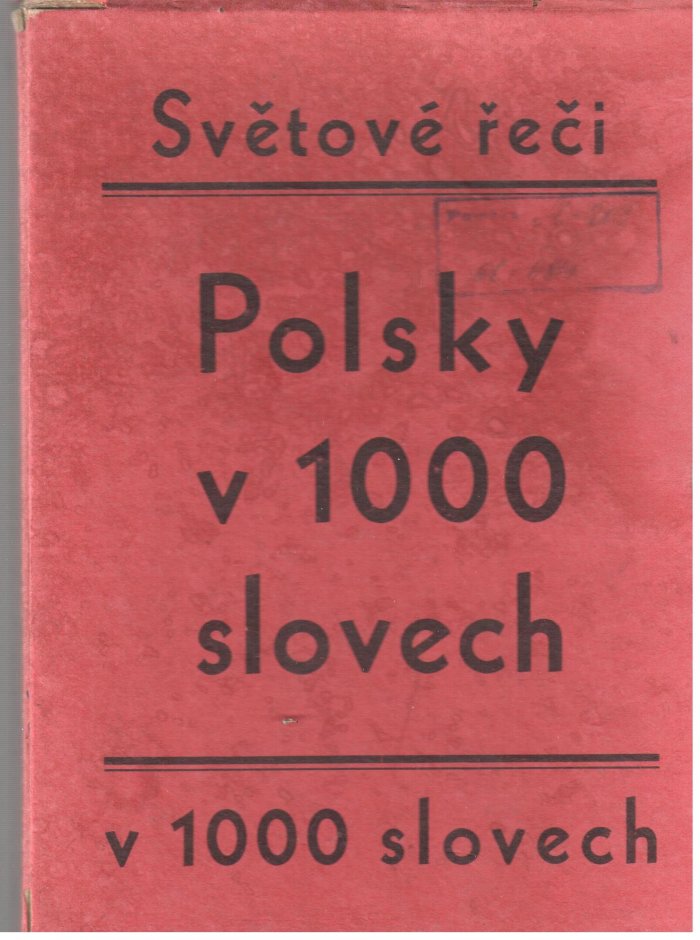 Světové řeči
Polsky
v 1000
slovech
v 1000 slovech